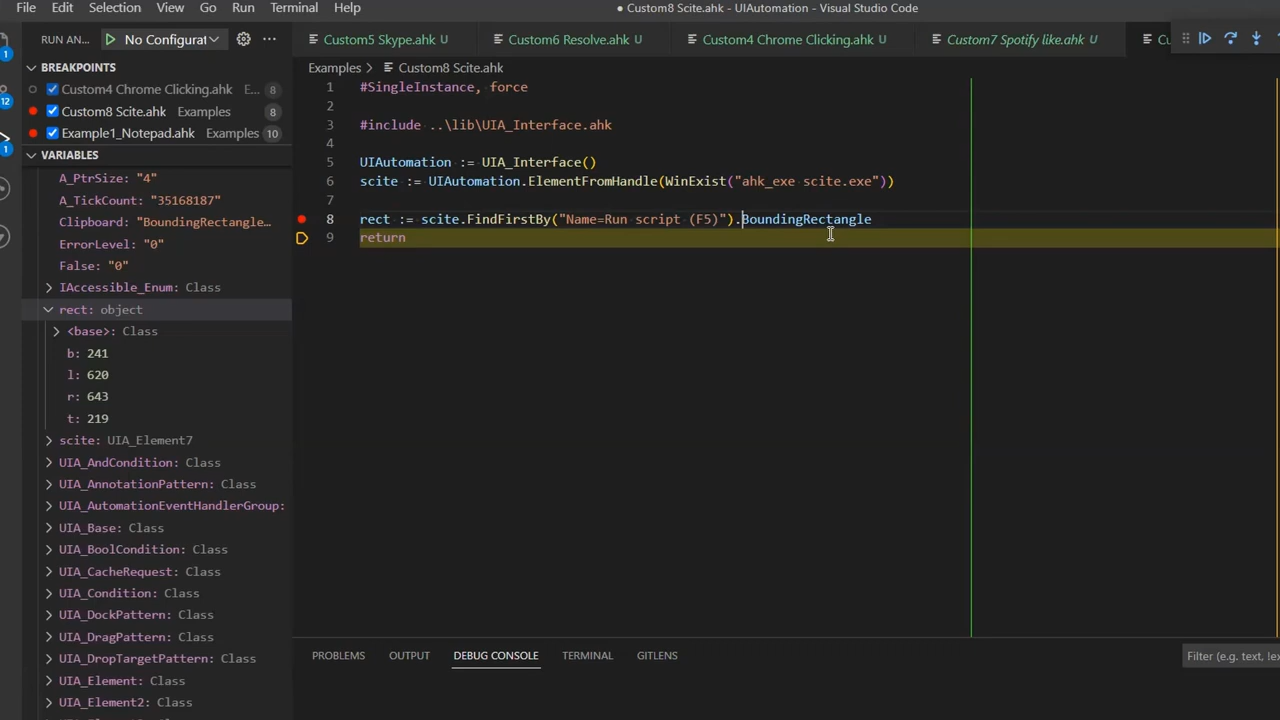 File Edit Selection View Go Run Terminal Help
● Custom8 Scite.ahk - UIAutomation - Visual Studio Code
RUN AN... No Configurat
Custom5 Skype.ahk U Custom6 Resolve.ahk U Custom4 Chrome Clicking.ahk U Custom7 Spotify like.ahk U Cu
BREAKPOINTS
Custom4 Chrome Clicking.ahk E... 8
Custom8 Scite.ahk Examples 8
Example1_Notepad.ahk Examples 10
VARIABLES
A_PtrSize: "4"
A_TickCount: "35168187"
Clipboard: "BoundingRectangle…
ErrorLevel: "0"
False: "0"
IAccessible_Enum: Class
rect: object
<base>: Class
b: 241
l: 620
r: 643
t: 219
scite: UIA_Element7
UIA_AndCondition: Class
UIA_AnnotationPattern: Class
UIA_AutomationEventHandlerGroup:
UIA_Base: Class
UIA_BoolCondition: Class
UIA_CacheRequest: Class
UIA_Condition: Class
UIA_DockPattern: Class
UIA_DragPattern: Class
UIA_DropTargetPattern: Class
UIA_Element: Class
UIA_Element2: Class
12
1
Examples > Custom8 Scite.ahk
1 #SingleInstance, force
2
3 #include ..\lib\UIA_Interface.ahk
4
5 UIAutomation := UIA_Interface()
6 scite := UIAutomation.ElementFromHandle(WinExist("ahk_exe scite.exe"))
7
8 rect := scite.FindFirstBy("Name=Run script (F5)").BoundingRectangle
9 return
PROBLEMS OUTPUT DEBUG CONSOLE TERMINAL GITLENS
Filter (e.g. text, !ex